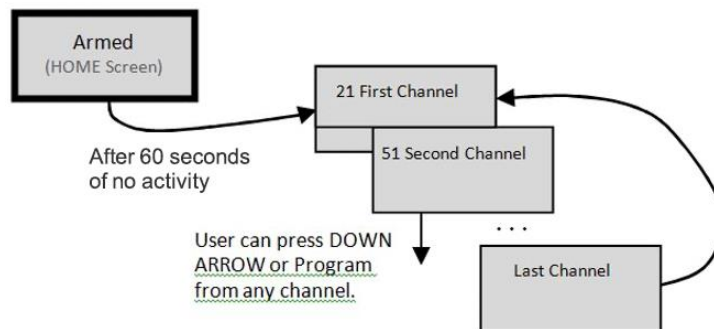 Armed
(HOME Screen)
21 First Channel
After 60 seconds
of no activity
51 Second Channel
User can press DOWN
ARROW or Program
from any channel.
...
Last Channel